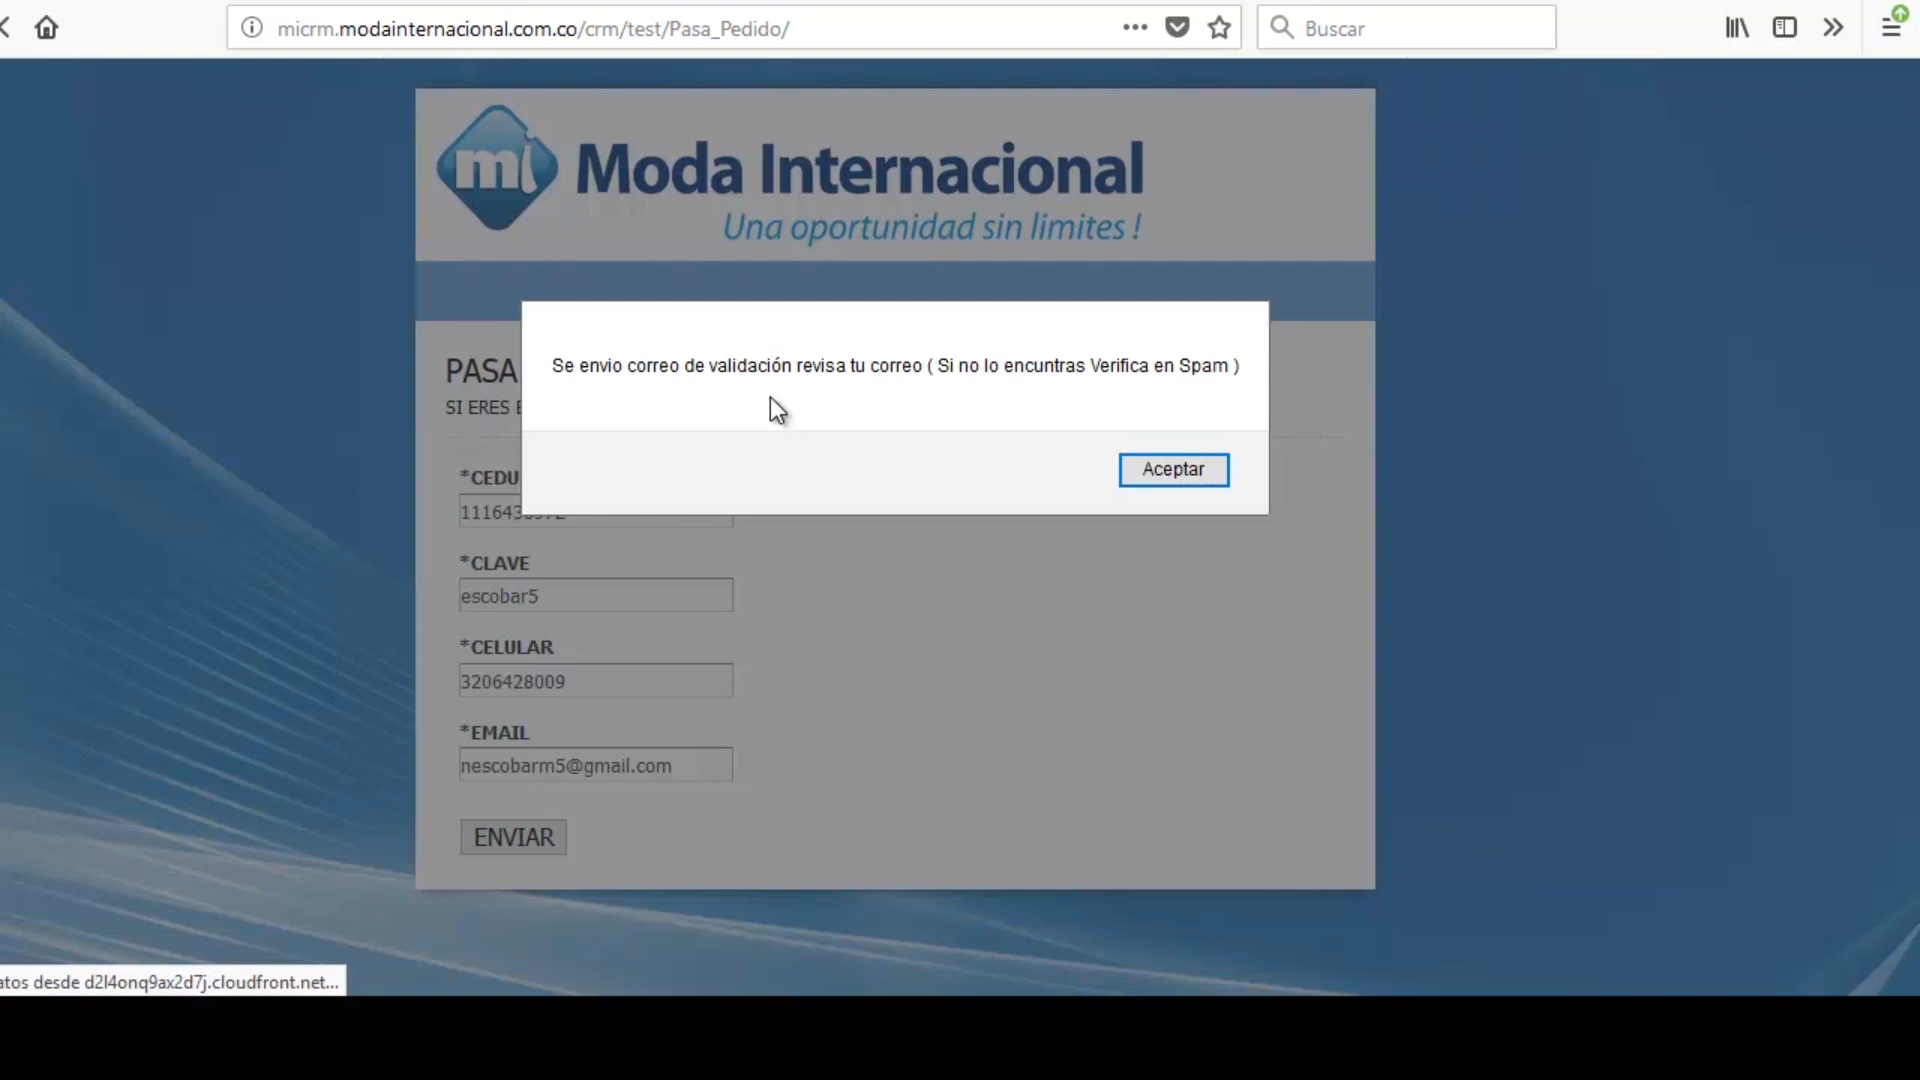 micrm.modainternacional.com.co/crm/test/Pasa_Pedido/
Buscar
mi
Moda Internacional
Una oportunidad sin limites !
Se envio correo de validación revisa tu correo ( Si no lo encuntras Verifica en Spam )
Aceptar
PASA
SI ERES
*CEDU
*CLAVE
escobar5
*CELULAR
3206428009
*EMAIL
nescobarm5@gmail.com
ENVIAR
atos desde d2l4onq9ax2d7j.cloudfront.net...